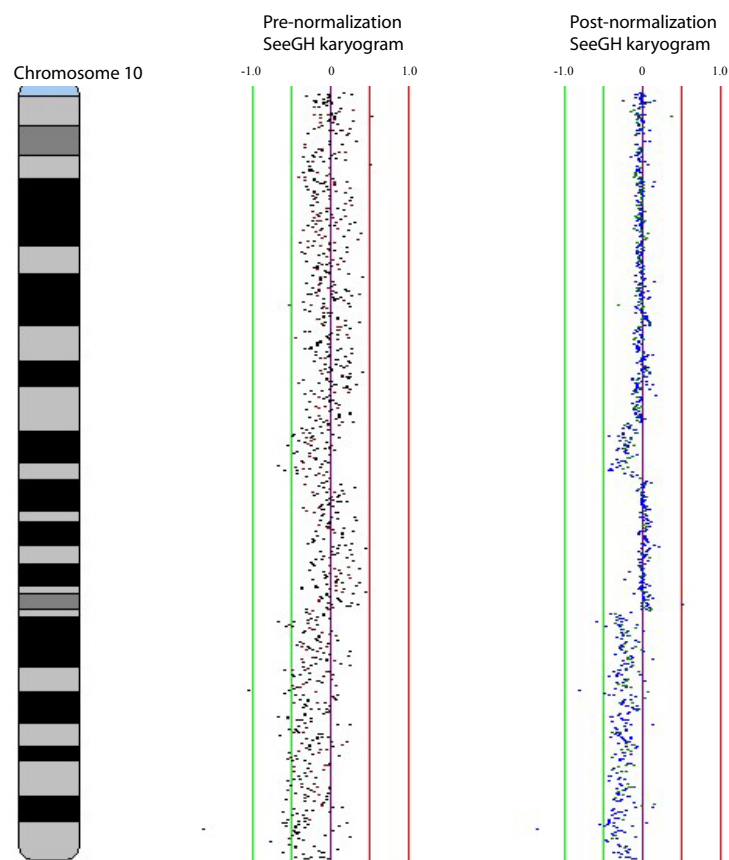 Pre-normalization
SeeGH karyogram
Post-normalization
SeeGH karyogram
Chromosome 10
-1.0 0 1.0
-1.0 0 1.0